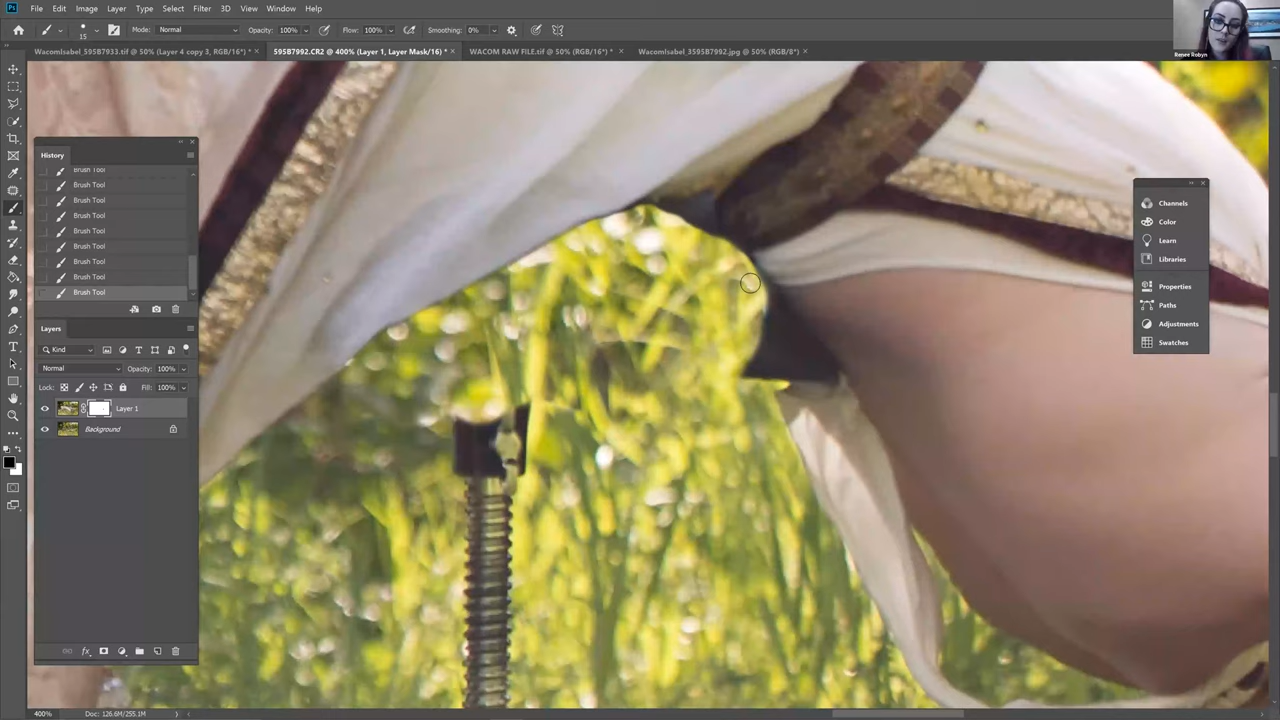 Ps File Edit Image Layer Type Select Filter 3D View Window Help
15 Mode: Normal Opacity: 100% Flow: 100% Smoothing: 0%
WacomIsabel_595B7933.tif @ 50% (Layer 4 copy 3, RGB/16*) * × 595B7992.CR2 @ 400% (Layer 1, Layer Mask/16) * × WACOM RAW FILE.tif @ 50% (RGB/16*) * × WacomIsabel_3595B7992.jpg @ 50% (RGB/8*) ×
Renee Robyn
History
Brush Tool
Brush Tool
Brush Tool
Brush Tool
Brush Tool
Brush Tool
Brush Tool
Brush Tool
Brush Tool
Layers
Kind
Normal Opacity: 100%
Lock: Fill: 100%
Layer 1
Background
fx
Channels
Color
Learn
Libraries
Properties
Paths
Adjustments
Swatches
400% Doc: 126.6M/255.1M